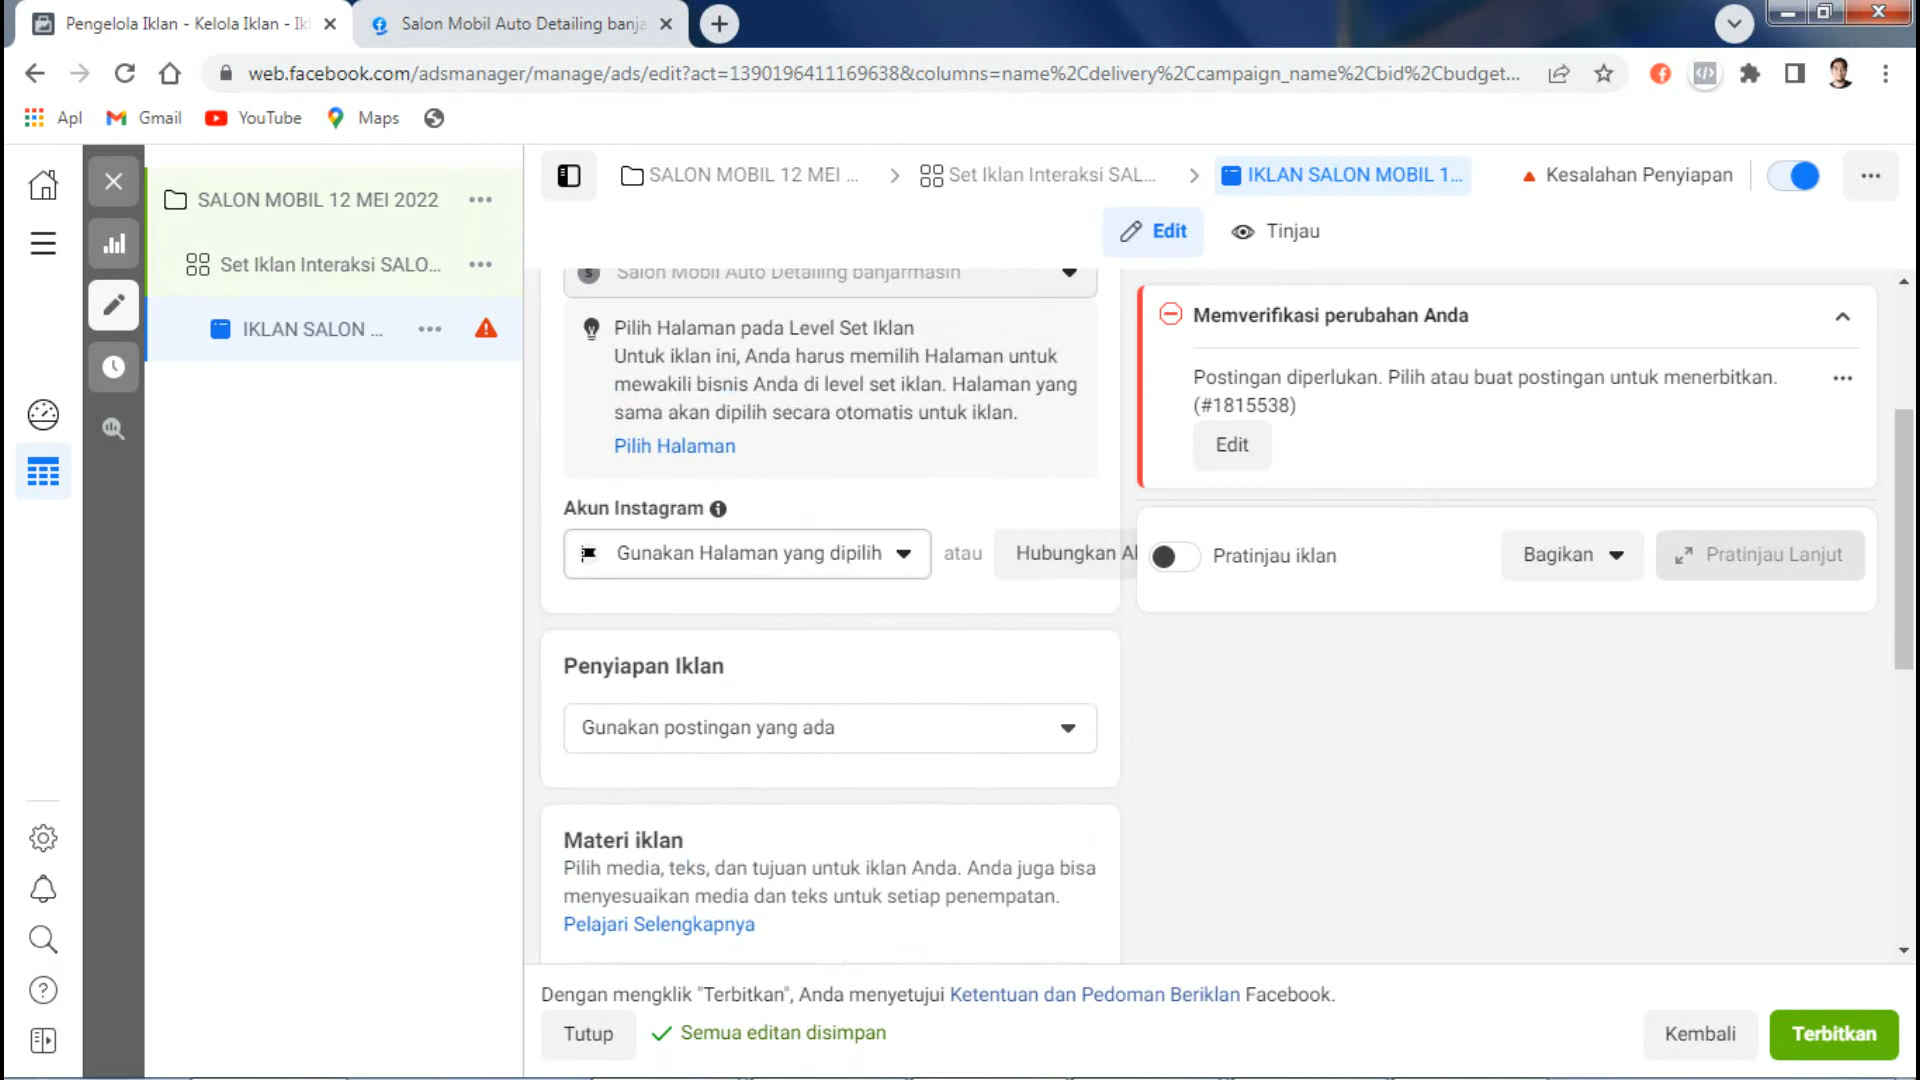 Pengelola Iklan - Kelola Iklan - Ik
Salon Mobil Auto Detailing banja
web.facebook.com/adsmanager/manage/ads/edit?act=1390196411169638&columns=name%2Cdelivery%2Ccampaign_name%2Cbid%2Cbudget...
Apl
Gmail
YouTube
Maps
SALON MOBIL 12 MEI 2022
Set Iklan Interaksi SALO...
IKLAN SALON ...
SALON MOBIL 12 MEI ...
Set Iklan Interaksi SAL...
IKLAN SALON MOBIL 1...
Kesalahan Penyiapan
Edit
Tinjau
Salon Mobil Auto Detailing banjarmasin
Pilih Halaman pada Level Set Iklan
Untuk iklan ini, Anda harus memilih Halaman untuk
mewakili bisnis Anda di level set iklan. Halaman yang
sama akan dipilih secara otomatis untuk iklan.
Pilih Halaman
Akun Instagram
Gunakan Halaman yang dipilih
atau
Hubungkan Al
Penyiapan Iklan
Gunakan postingan yang ada
Materi iklan
Pilih media, teks, dan tujuan untuk iklan Anda. Anda juga bisa
menyesuaikan media dan teks untuk setiap penempatan.
Pelajari Selengkapnya
Memverifikasi perubahan Anda
Postingan diperlukan. Pilih atau buat postingan untuk menerbitkan.
(#1815538)
Edit
Pratinjau iklan
Bagikan
Pratinjau Lanjut
Dengan mengklik "Terbitkan", Anda menyetujui Ketentuan dan Pedoman Beriklan Facebook.
Tutup
Semua editan disimpan
Kembali
Terbitkan